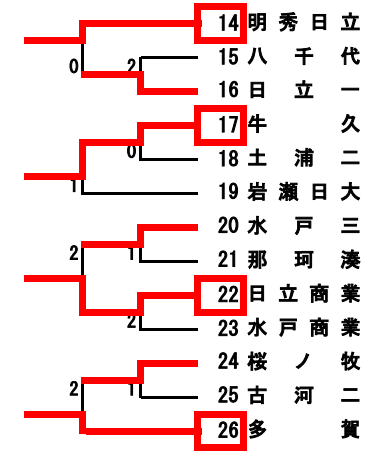 14 明秀日立
0 2 15 八千代
16 日立一
17 牛久
0 18 土浦二
1 19 岩瀬日大
20 水戸三
2 1 21 那珂湊
22 日立商業
2 23 水戸商業
24 桜ノ牧
2 1 25 古河二
26 多賀